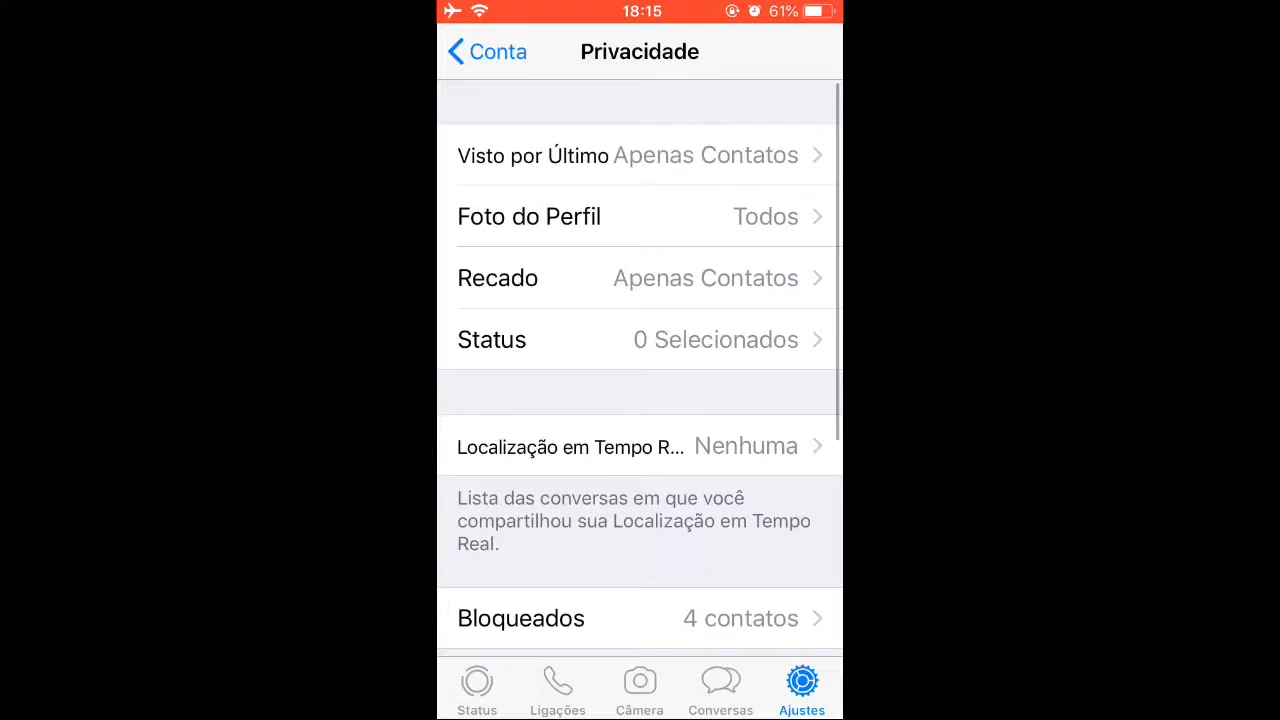 18:15 61%
Conta Privacidade
Visto por Último Apenas Contatos
Foto do Perfil Todos
Recado Apenas Contatos
Status 0 Selecionados
Localização em Tempo R... Nenhuma
Lista das conversas em que você
compartilhou sua Localização em Tempo
Real.
Bloqueados 4 contatos
Status Ligações Câmera Conversas Ajustes